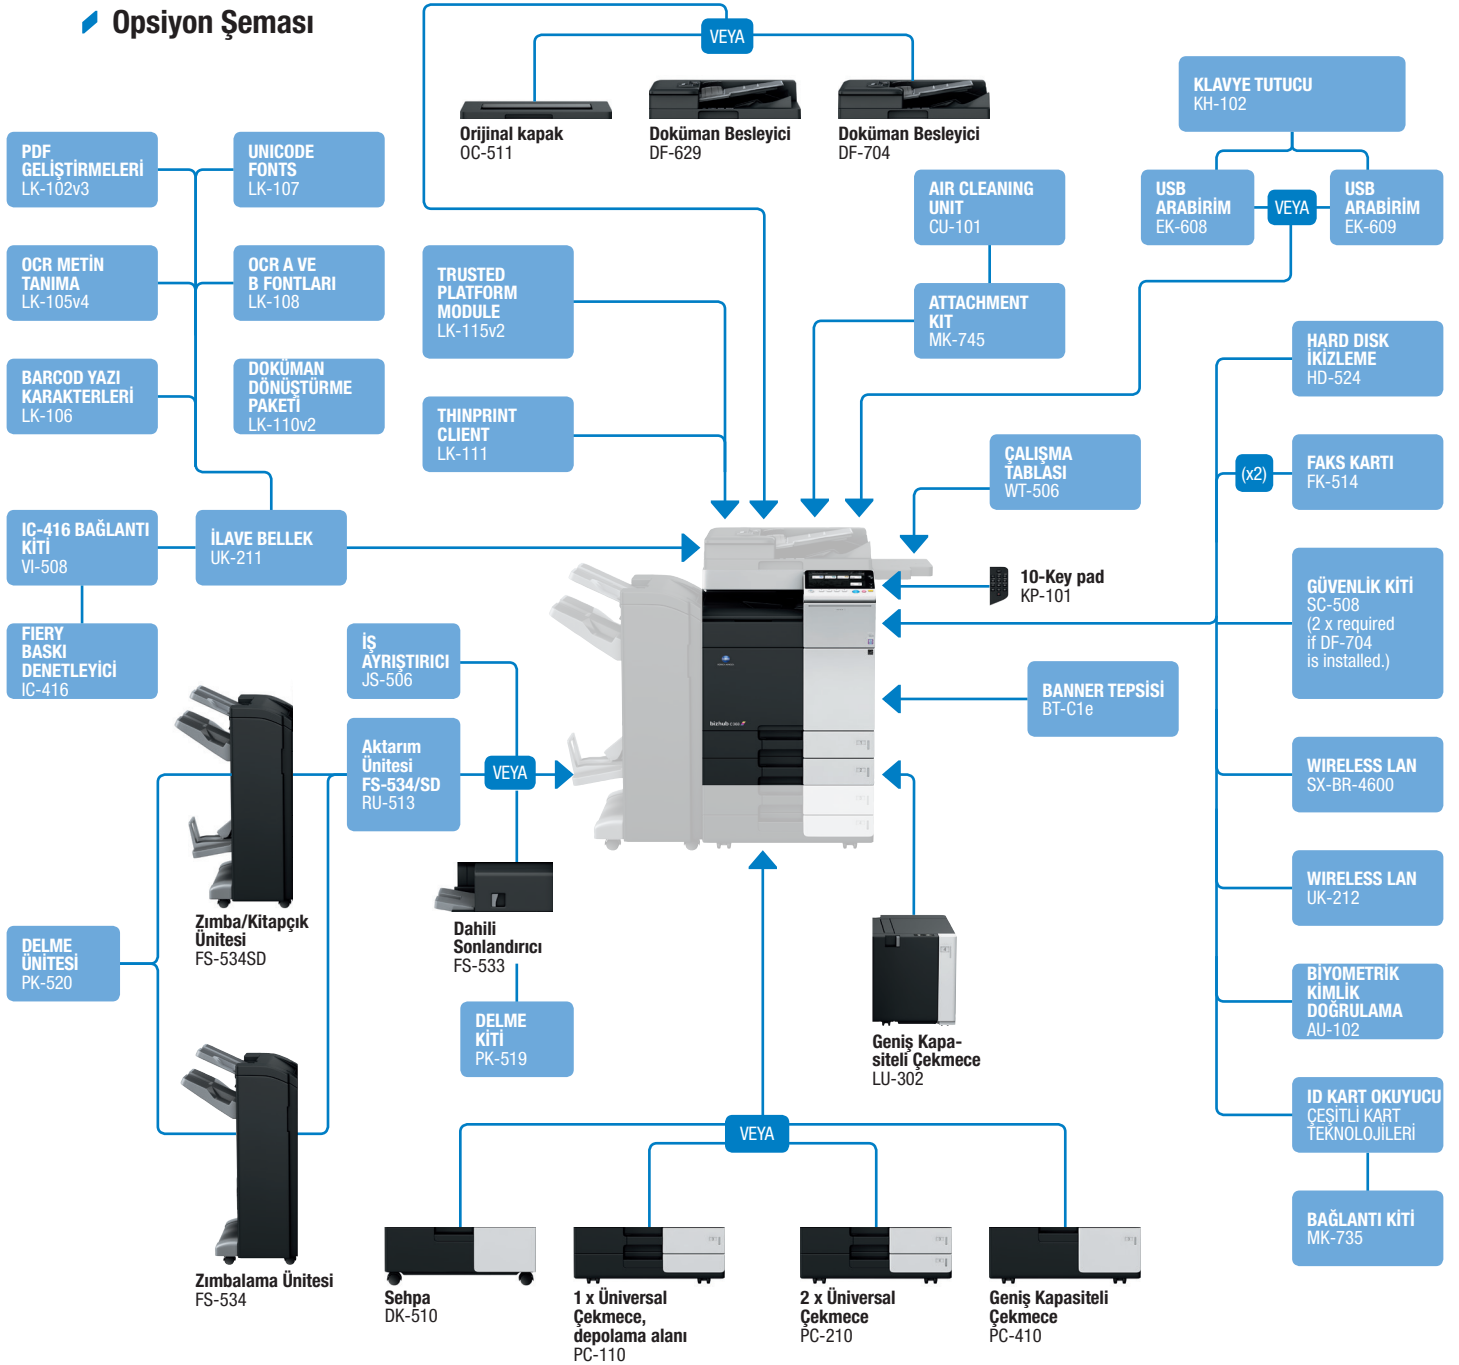 Opsiyon Şeması
VEYA
Orijinal kapak
OC-511
Doküman Besleyici
DF-629
Doküman Besleyici
DF-704
KLAVYE TUTUCU
KH-102
USB
ARABİRİM
EK-608
VEYA
USB
ARABİRİM
EK-609
PDF
GELİŞTİRMELERİ
LK-102v3
UNICODE
FONTS
LK-107
OCR METİN
TANIMA
LK-105v4
OCR A VE
B FONTLARI
LK-108
BARCOD YAZI
KARAKTERLERİ
LK-106
DOKÜMAN
DÖNÜŞTÜRME
PAKETİ
LK-110v2
TRUSTED
PLATFORM
MODULE
LK-115v2
THINPRINT
CLIENT
LK-111
AIR CLEANING
UNIT
CU-101
ATTACHMENT
KIT
MK-745
ÇALIŞMA
TABLASI
WT-506
HARD DISK
İKİZLEME
HD-524
(x2)
FAKS KARTI
FK-514
IC-416 BAĞLANTI
KİTİ
VI-508
İLAVE BELLEK
UK-211
FIERY
BASKI
DENETLEYİCİ
IC-416
10-Key pad
KP-101
GÜVENLİK KİTİ
SC-508
(2 x required
if DF-704
is installed.)
İŞ
AYRIŞTIRICI
JS-506
Aktarım
Ünitesi
FS-534/SD
RU-513
VEYA
bizhub C368
BANNER TEPSİSİ
BT-C1e
WIRELESS LAN
SX-BR-4600
WIRELESS LAN
UK-212
Zımba/Kitapçık
Ünitesi
FS-534SD
DELME
ÜNİTESİ
PK-520
Dahili
Sonlandırıcı
FS-533
DELME
KİTİ
PK-519
Geniş Kapa-
siteli Çekmece
LU-302
BİYOMETRİK
KİMLİK
DOĞRULAMA
AU-102
ID KART OKUYUCU
ÇEŞİTLİ KART
TEKNOLOJİLERİ
BAĞLANTI KİTİ
MK-735
Zımbalama Ünitesi
FS-534
VEYA
Sehpa
DK-510
1 x Üniversal
Çekmece,
depolama alanı
PC-110
2 x Üniversal
Çekmece
PC-210
Geniş Kapasiteli
Çekmece
PC-410